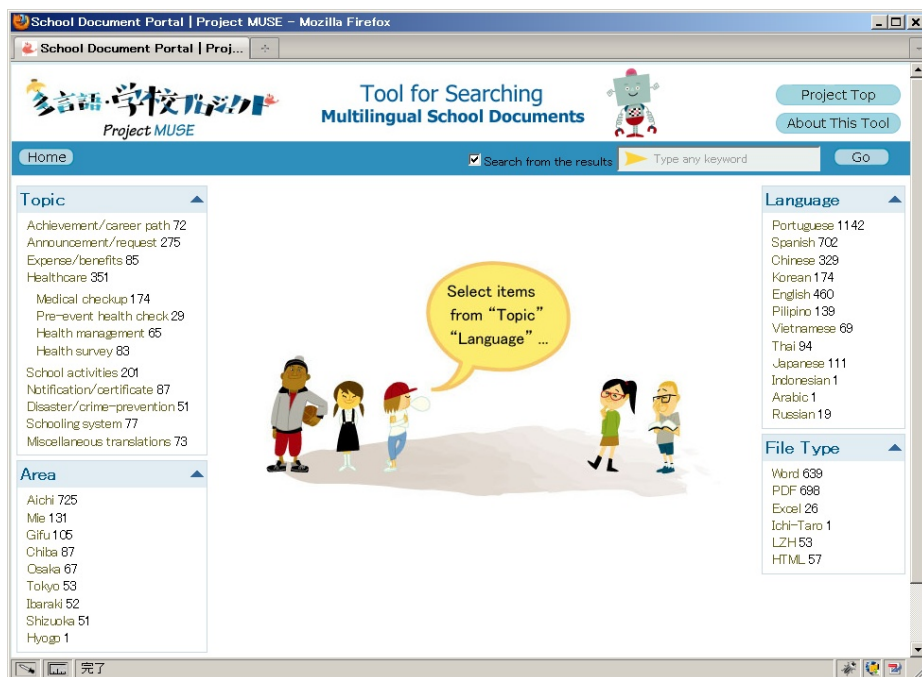 School Document Portal | Project MUSE - Mozilla Firefox
School Document Portal | Proj...
多言語・学校プロジェクト
Project MUSE
Tool for Searching
Multilingual School Documents
Project Top
About This Tool
Home
Search from the results
Type any keyword
Go
Topic
Achievement/career path 72
Announcement/request 275
Expense/benefits 85
Healthcare 351
Medical checkup 174
Pre-event health check 29
Health management 65
Health survey 83
School activities 201
Notification/certificate 87
Disaster/crime-prevention 51
Schooling system 77
Miscellaneous translations 73
Area
Aichi 725
Mie 131
Gifu 105
Chiba 87
Osaka 67
Tokyo 53
Ibaraki 52
Shizuoka 51
Hyogo 1
Select items
from “Topic”
“Language” ...
Language
Portuguese 1142
Spanish 702
Chinese 329
Korean 174
English 460
Pilipino 139
Vietnamese 69
Thai 94
Japanese 111
Indonesian 1
Arabic 1
Russian 19
File Type
Word 639
PDF 698
Excel 26
Ichi-Taro 1
LZH 53
HTML 57
完了